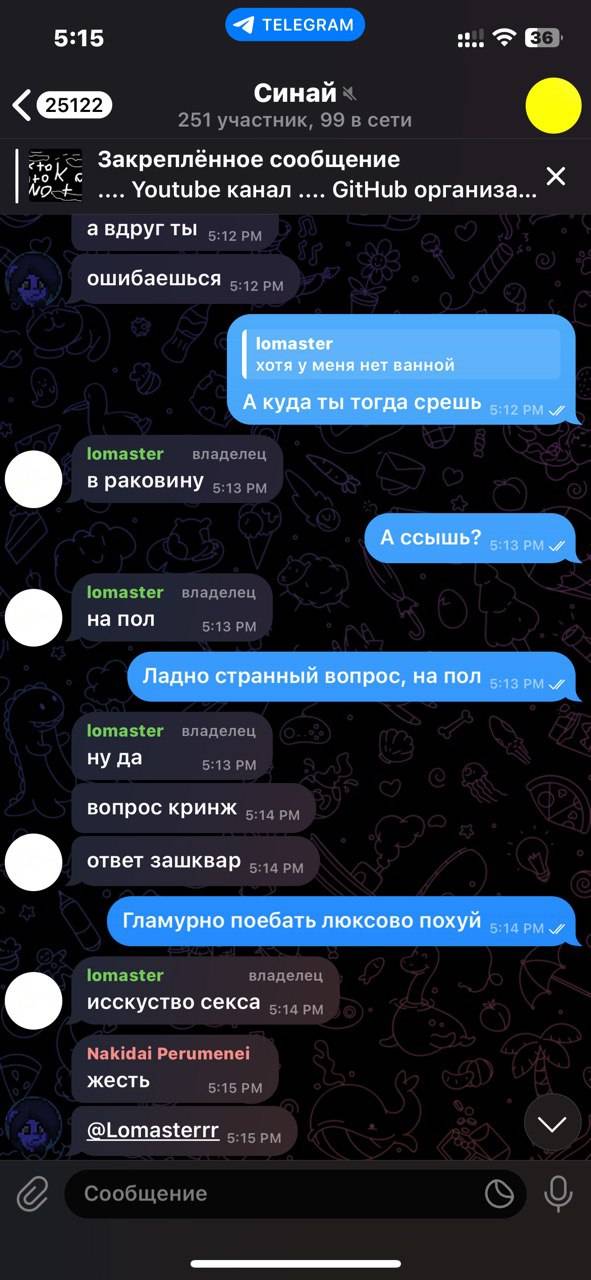 5:15
TELEGRAM
36
25122
Синай
251 участник, 99 в сети
Закреплённое сообщение
.... Youtube канал .... GitHub организа...
а вдруг ты 5:12 PM
ошибаешься 5:12 PM
lomaster
хотя у меня нет ванной
А куда ты тогда срешь 5:12 PM
lomaster владелец
в раковину 5:13 PM
А ссышь? 5:13 PM
lomaster владелец
на пол 5:13 PM
Ладно странный вопрос, на пол 5:13 PM
lomaster владелец
ну да 5:13 PM
вопрос кринж 5:14 PM
ответ зашквар 5:14 PM
Гламурно поебать люксово похуй 5:14 PM
lomaster владелец
исскуство секса 5:14 PM
Nakidai Perumenei
жесть 5:15 PM
@Lomasterrr 5:15 PM
Сообщение